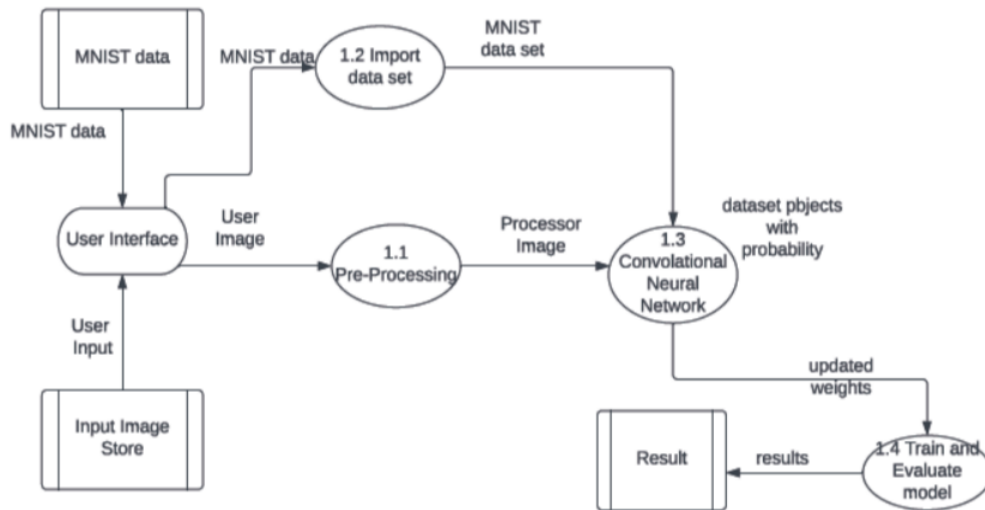 MNIST data
MNIST data
MNIST data
1.2 Import
data set
MNIST
data set
User Interface
User
Image
1.1
Pre-Processing
Processor
Image
1.3
Convolational
Neural
Network
dataset pbjects
with
probability
User
Input
Input Image
Store
updated
weights
1.4 Train and
Evaluate
model
results
Result